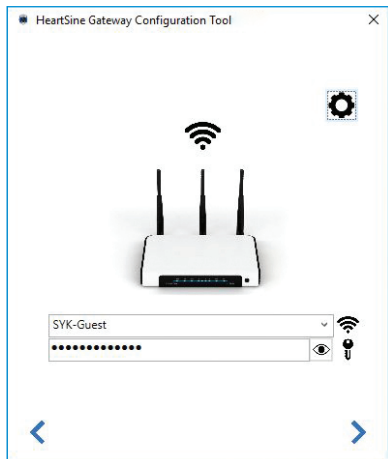 HeartSine Gateway Configuration Tool
SYK-Guest
•••••••••••••